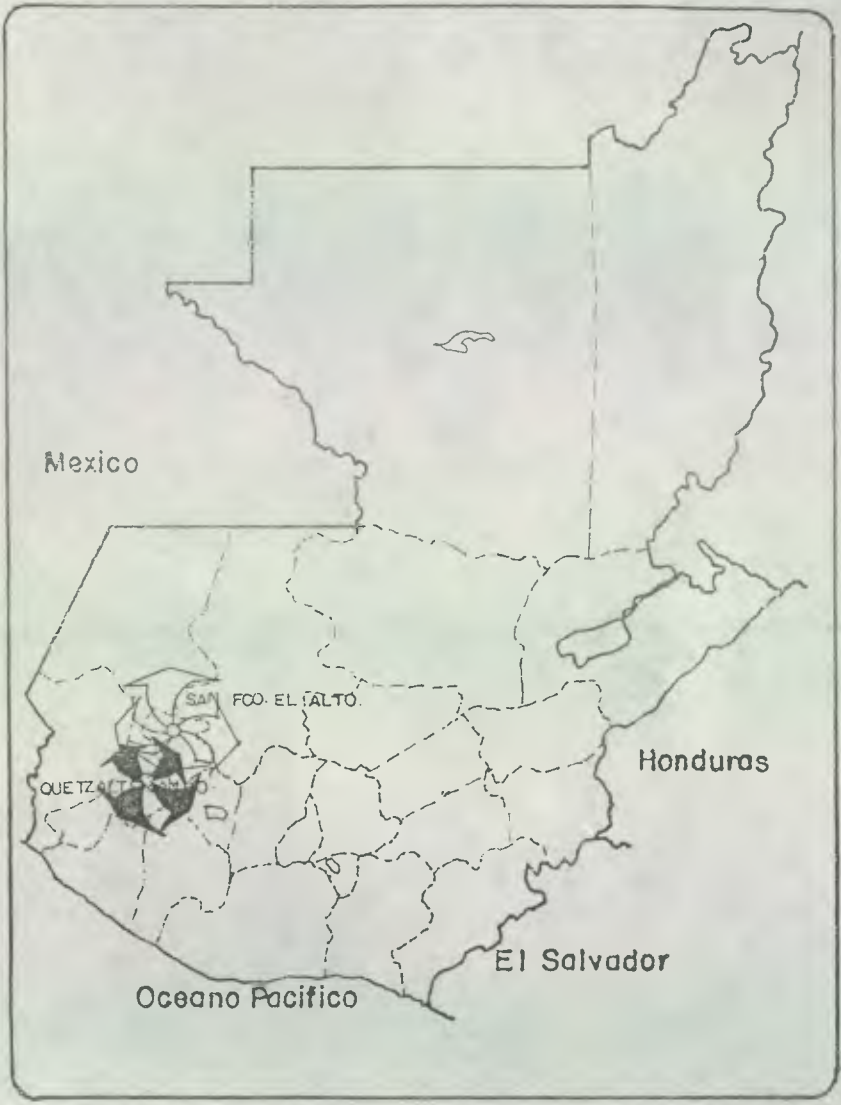 Mexico
SAN FCO. EL ALTO.
Honduras
El Salvador
Oceano Pacifico